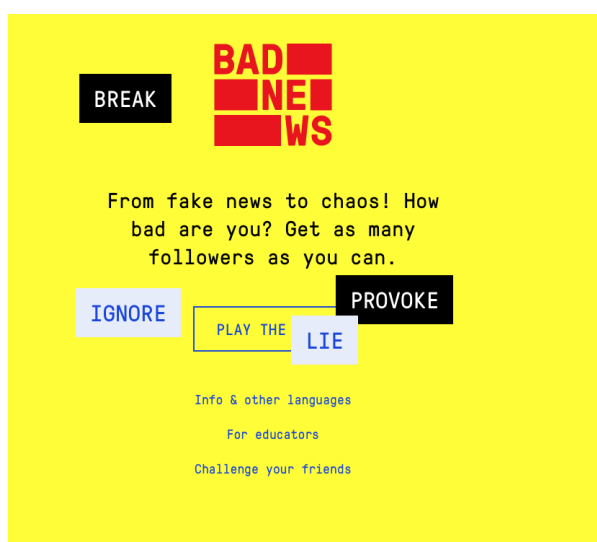 BAD
NE
WS
BREAK
From fake news to chaos! How
bad are you? Get as many
followers as you can.
IGNORE
PROVOKE
PLAY THE
LIE
Info & other languages
For educators
Challenge your friends